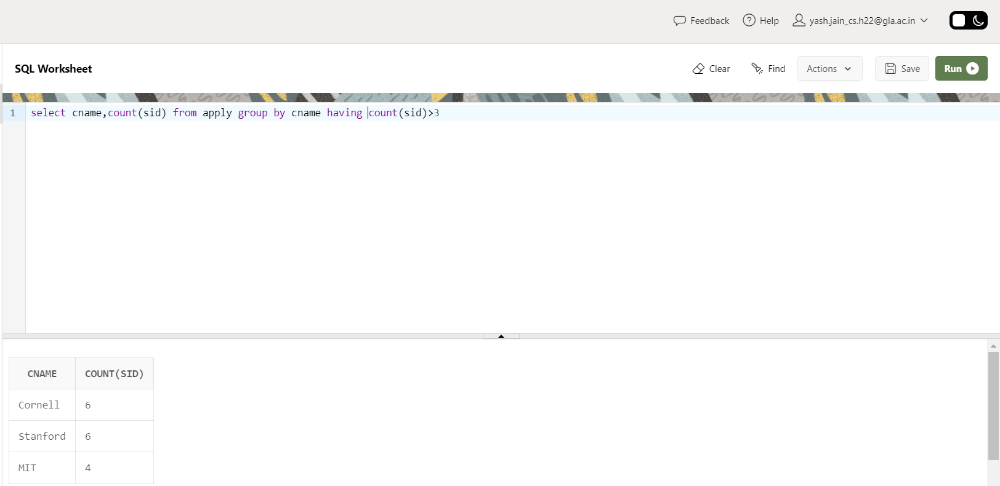 Feedback Help yash.jain_cs.h22@gla.ac.in
SQL Worksheet Clear Find Actions Save Run
1 select cname,count(sid) from apply group by cname having count(sid)>3
CNAME COUNT(SID)
Cornell 6
Stanford 6
MIT 4